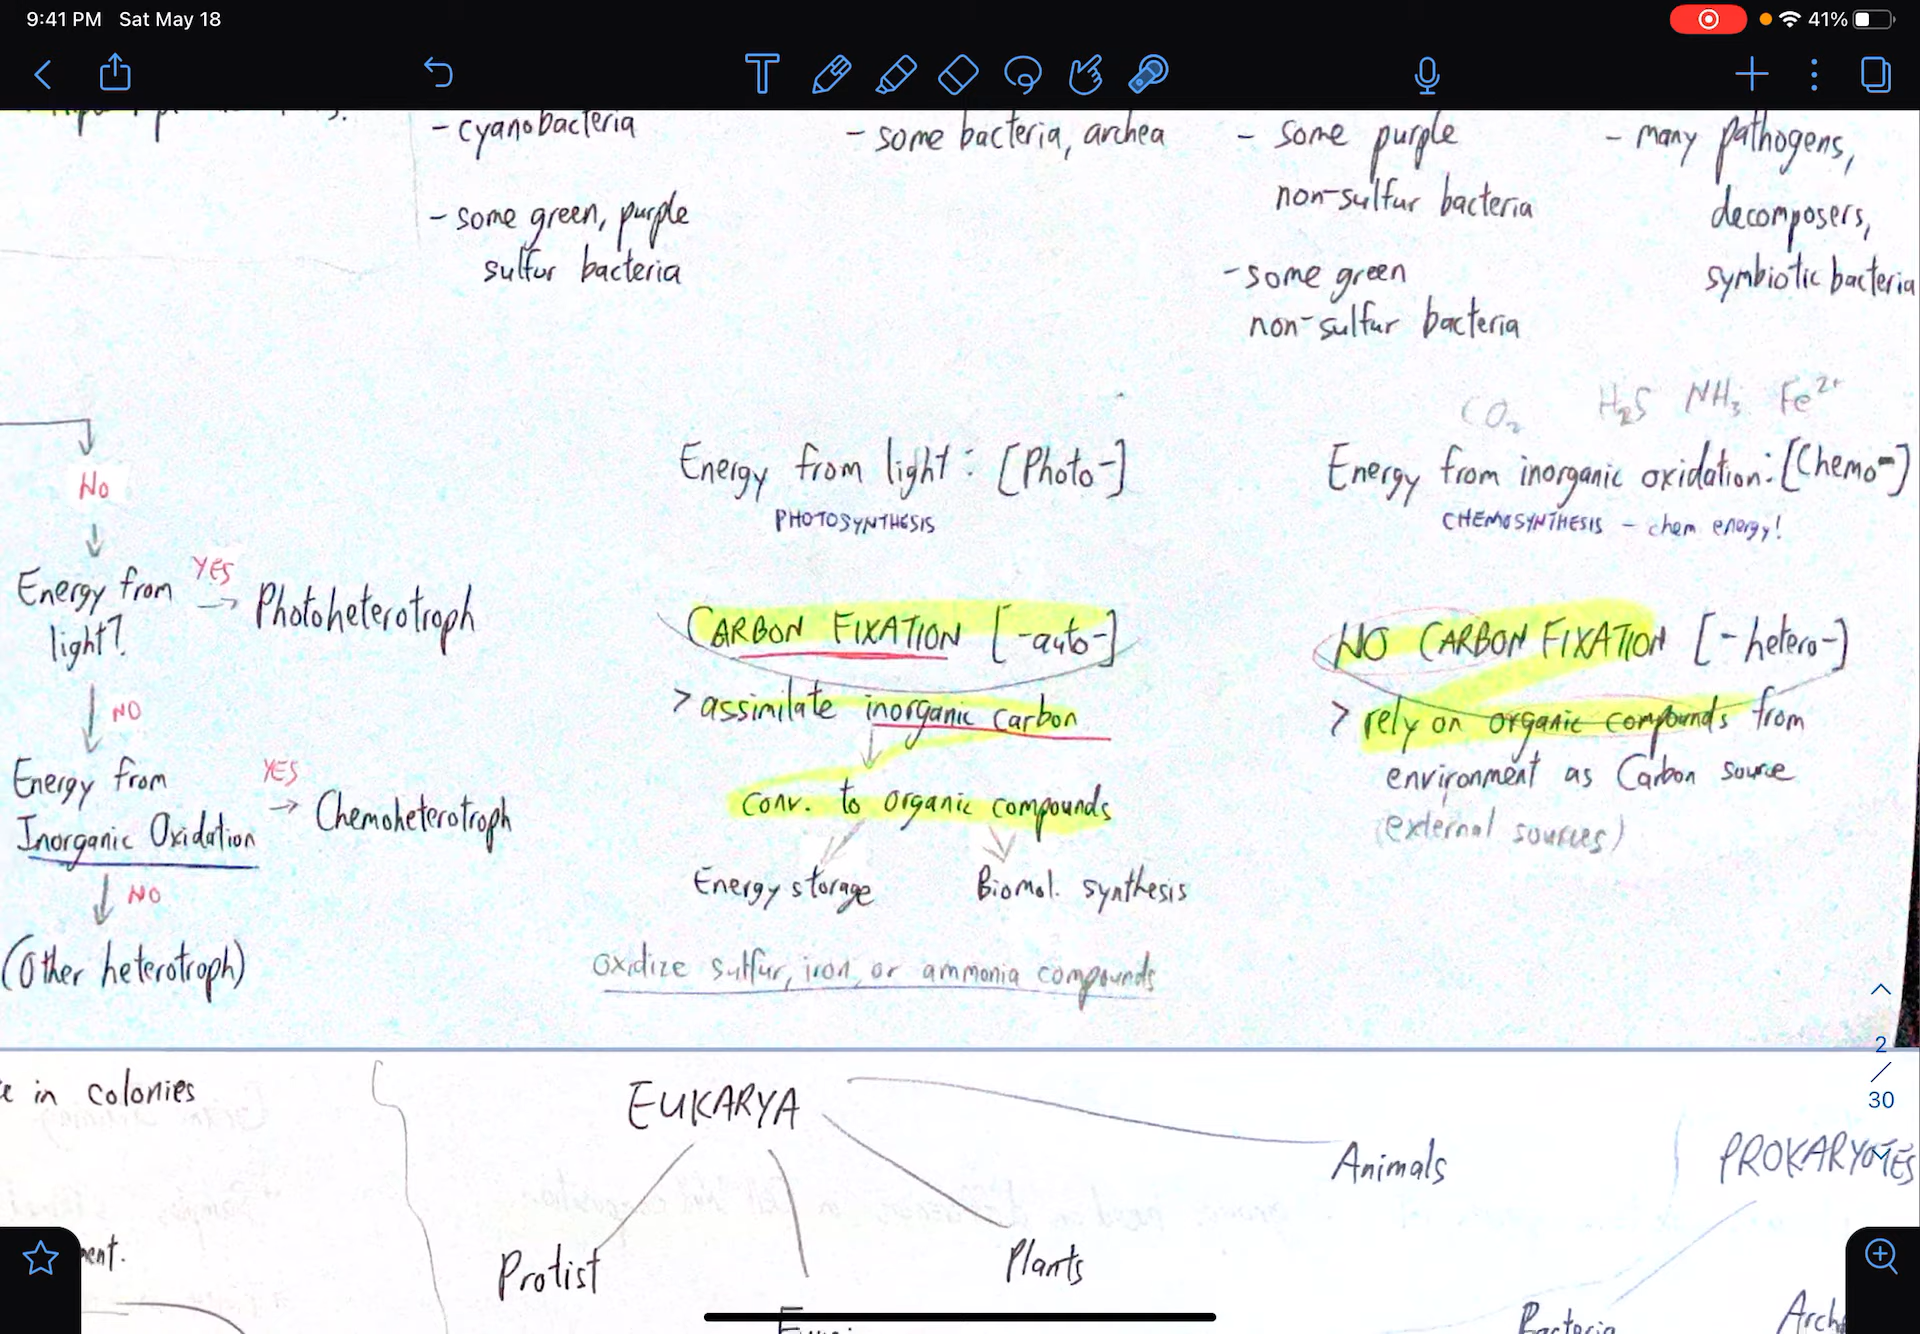 9:41 PM Sat May 18
41%
- cyanobacteria
- some green, purple
sulfur bacteria
- some bacteria, archea
- some purple
non-sulfur bacteria
- some green
non-sulfur bacteria
- many pathogens,
decomposers,
symbiotic bacteria
No
Energy from
light?
YES
→ Photoheterotroph
NO
Energy from
Inorganic Oxidation
YES
→ Chemoheterotroph
NO
(Other heterotroph)
Energy from light: [Photo-]
PHOTOSYNTHESIS
CARBON FIXATION [-auto-]
> assimilate inorganic carbon
conv. to organic compounds
Energy storage
Biomol. synthesis
oxidize sulfur, iron, or ammonia compounds
CO2 H2S NH3 Fe2+
Energy from inorganic oxidation: [Chemo-]
CHEMOSYNTHESIS - chem energy!
NO CARBON FIXATION [-hetero-]
> rely on organic compounds from
environment as Carbon source
(external sources)
2
/
30
in colonies
EUKARYA
Animals
PROKARYOTES
Protist
Plants
Bacteria